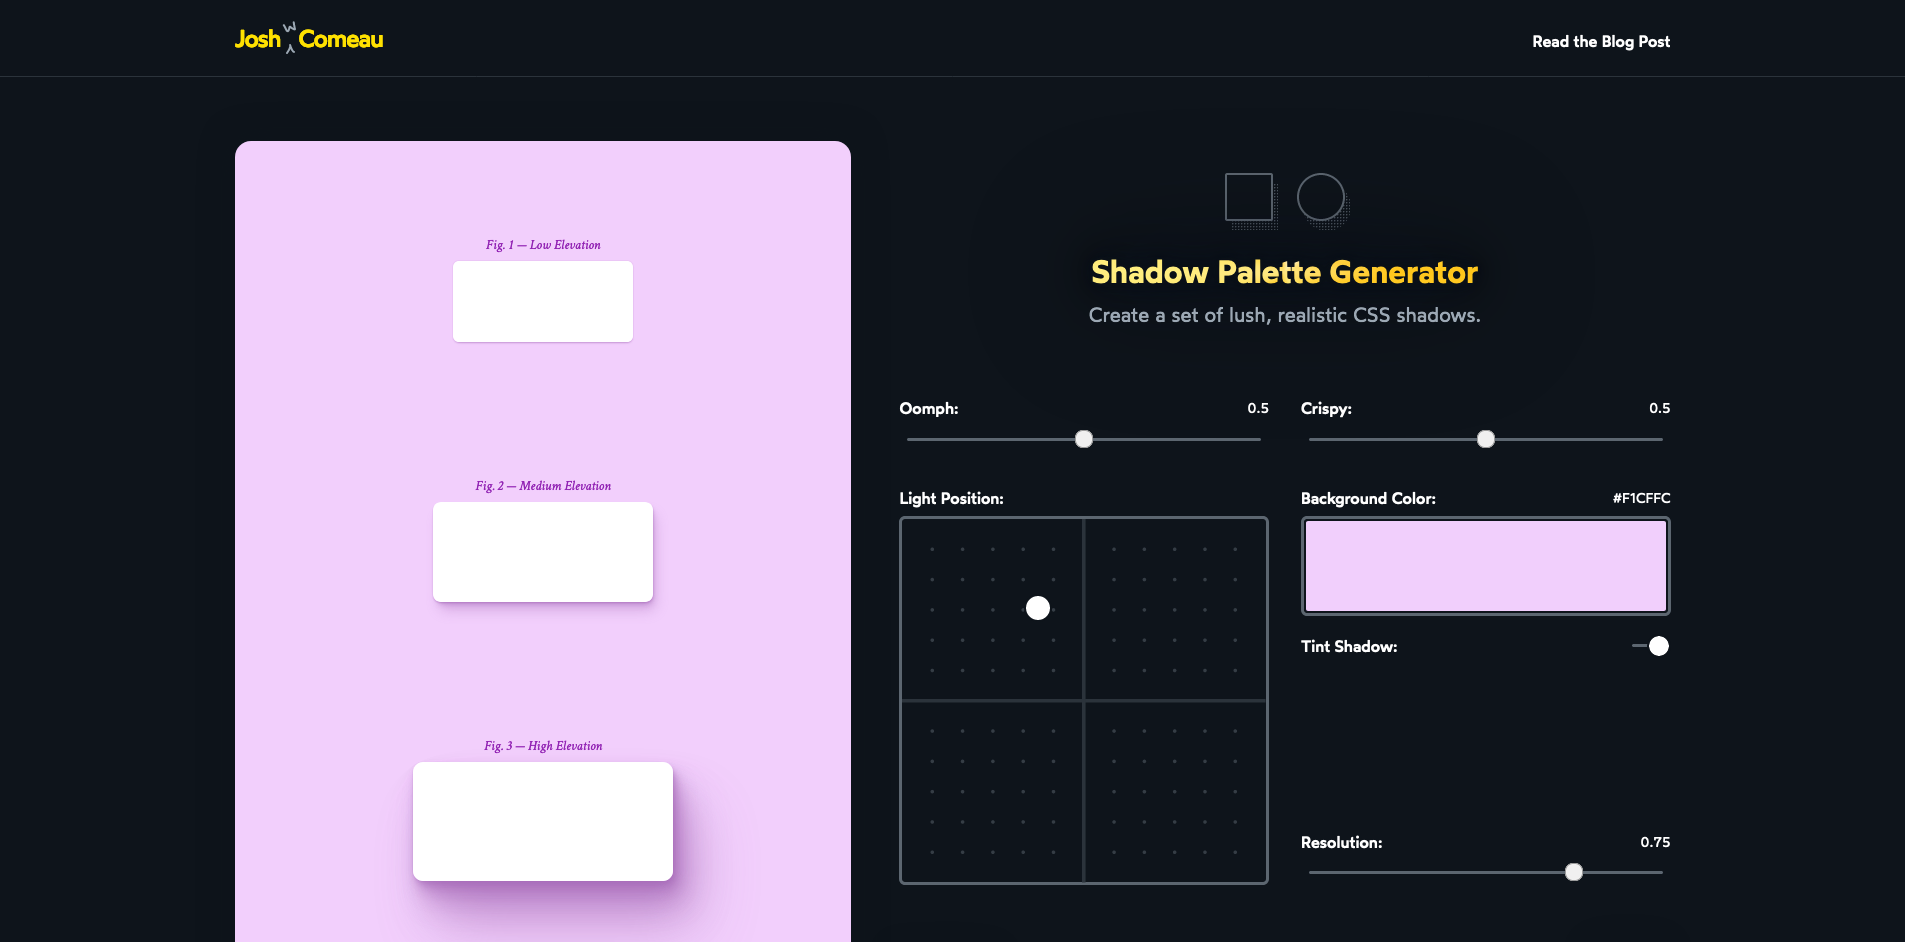 Josh W Comeau
Read the Blog Post
Fig. 1 — Low Elevation
Fig. 2 — Medium Elevation
Fig. 3 — High Elevation
Shadow Palette Generator
Create a set of lush, realistic CSS shadows.
Oomph: 0.5
Crispy: 0.5
Light Position:
Background Color: #F1CFFC
Tint Shadow:
Resolution: 0.75